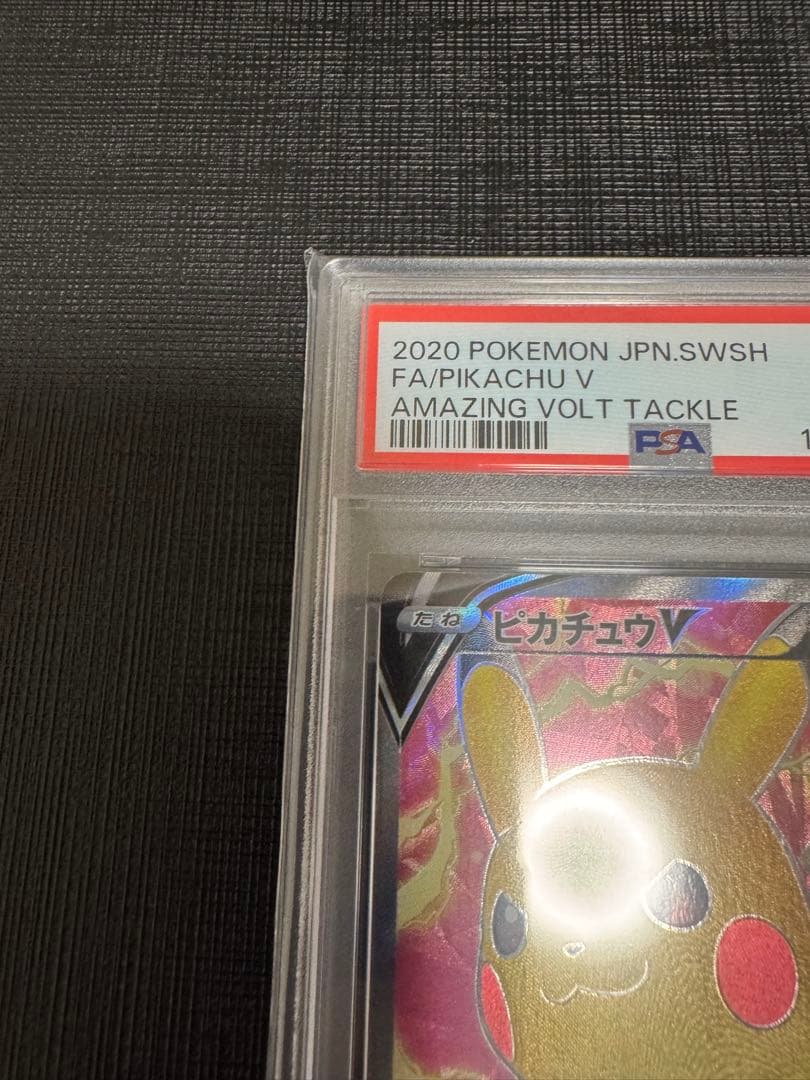 2020 POKEMON JPN.SWSH
FA/PIKACHU V
AMAZING VOLT TACKLE
PSA
たね ピカチュウV